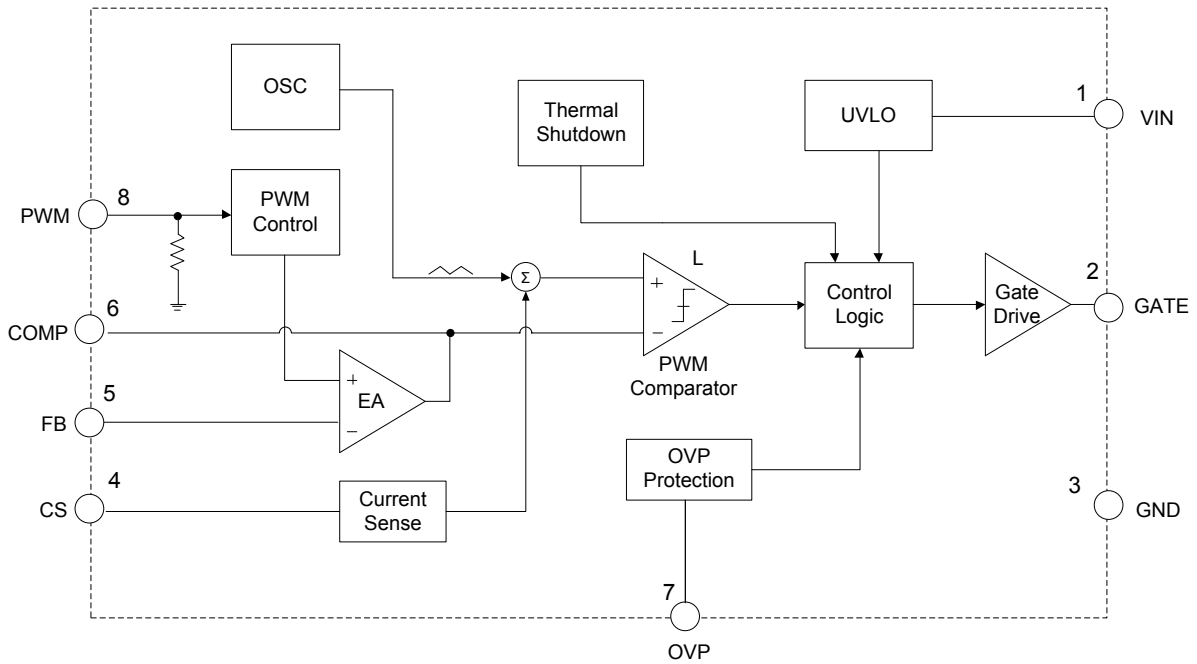 OSC
Thermal
Shutdown
UVLO
1
VIN
PWM
8
PWM
Control
Σ
L
+
−
PWM
Comparator
Control
Logic
Gate
Drive
2
GATE
6
COMP
5
FB
+
EA
−
4
CS
Current
Sense
OVP
Protection
3
GND
7
OVP